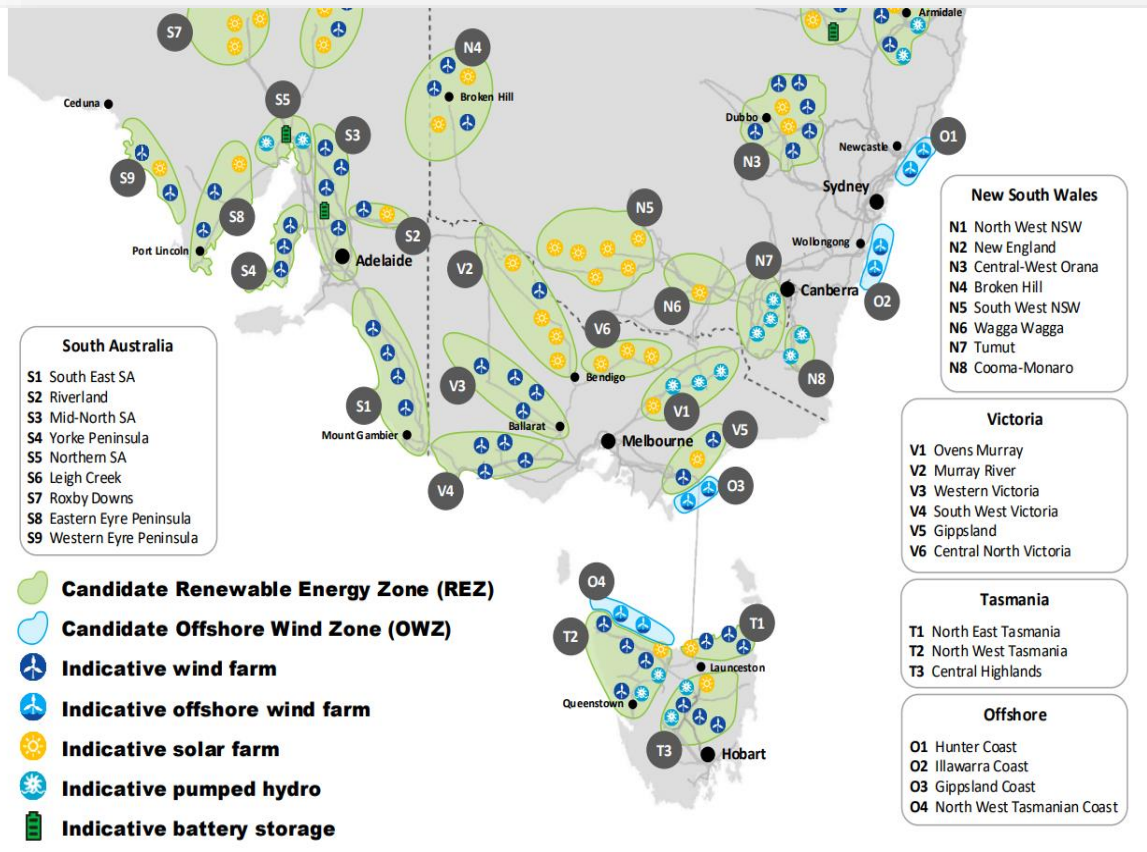 S7
Armidale
N4
Broken Hill
Ceduna
S5
S3
Dubbo
N3
Newcastle
O1
S9
Sydney
S8
N5
Wollongong
Port Lincoln
S2
S4
Adelaide
V2
N7
Canberra
O2
N6
V6
N8
Bendigo
V3
S1
V1
Ballarat
Mount Gambier
Melbourne
V5
V4
O3
O4
T2
T1
Launceston
Queenstown
T3
Hobart
South Australia
S1 South East SA
S2 Riverland
S3 Mid-North SA
S4 Yorke Peninsula
S5 Northern SA
S6 Leigh Creek
S7 Roxby Downs
S8 Eastern Eyre Peninsula
S9 Western Eyre Peninsula
New South Wales
N1 North West NSW
N2 New England
N3 Central-West Orana
N4 Broken Hill
N5 South West NSW
N6 Wagga Wagga
N7 Tumut
N8 Cooma-Monaro
Victoria
V1 Ovens Murray
V2 Murray River
V3 Western Victoria
V4 South West Victoria
V5 Gippsland
V6 Central North Victoria
Tasmania
T1 North East Tasmania
T2 North West Tasmania
T3 Central Highlands
Offshore
O1 Hunter Coast
O2 Illawarra Coast
O3 Gippsland Coast
O4 North West Tasmanian Coast
Candidate Renewable Energy Zone (REZ)
Candidate Offshore Wind Zone (OWZ)
Indicative wind farm
Indicative offshore wind farm
Indicative solar farm
Indicative pumped hydro
Indicative battery storage